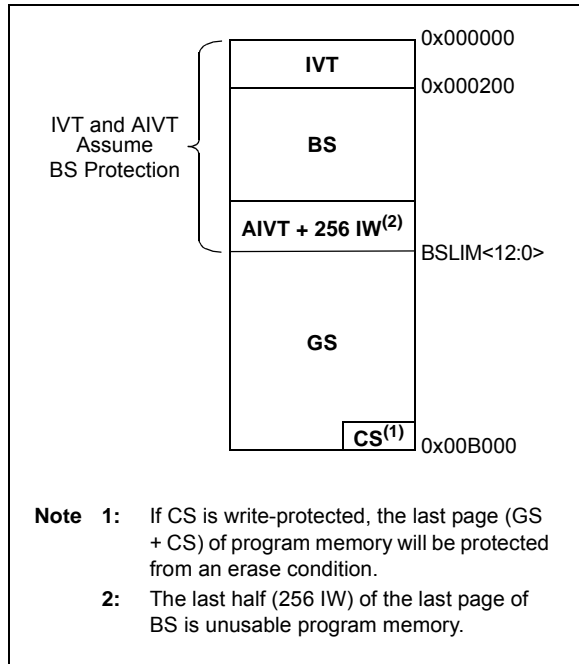 0x000000
IVT
0x000200
IVT and AIVT
Assume
BS Protection
BS
AIVT + 256 IW(2)
BSLIM<12:0>
GS
CS(1)
0x00B000
Note 1: If CS is write-protected, the last page (GS
+ CS) of program memory will be protected
from an erase condition.
2: The last half (256 IW) of the last page of
BS is unusable program memory.